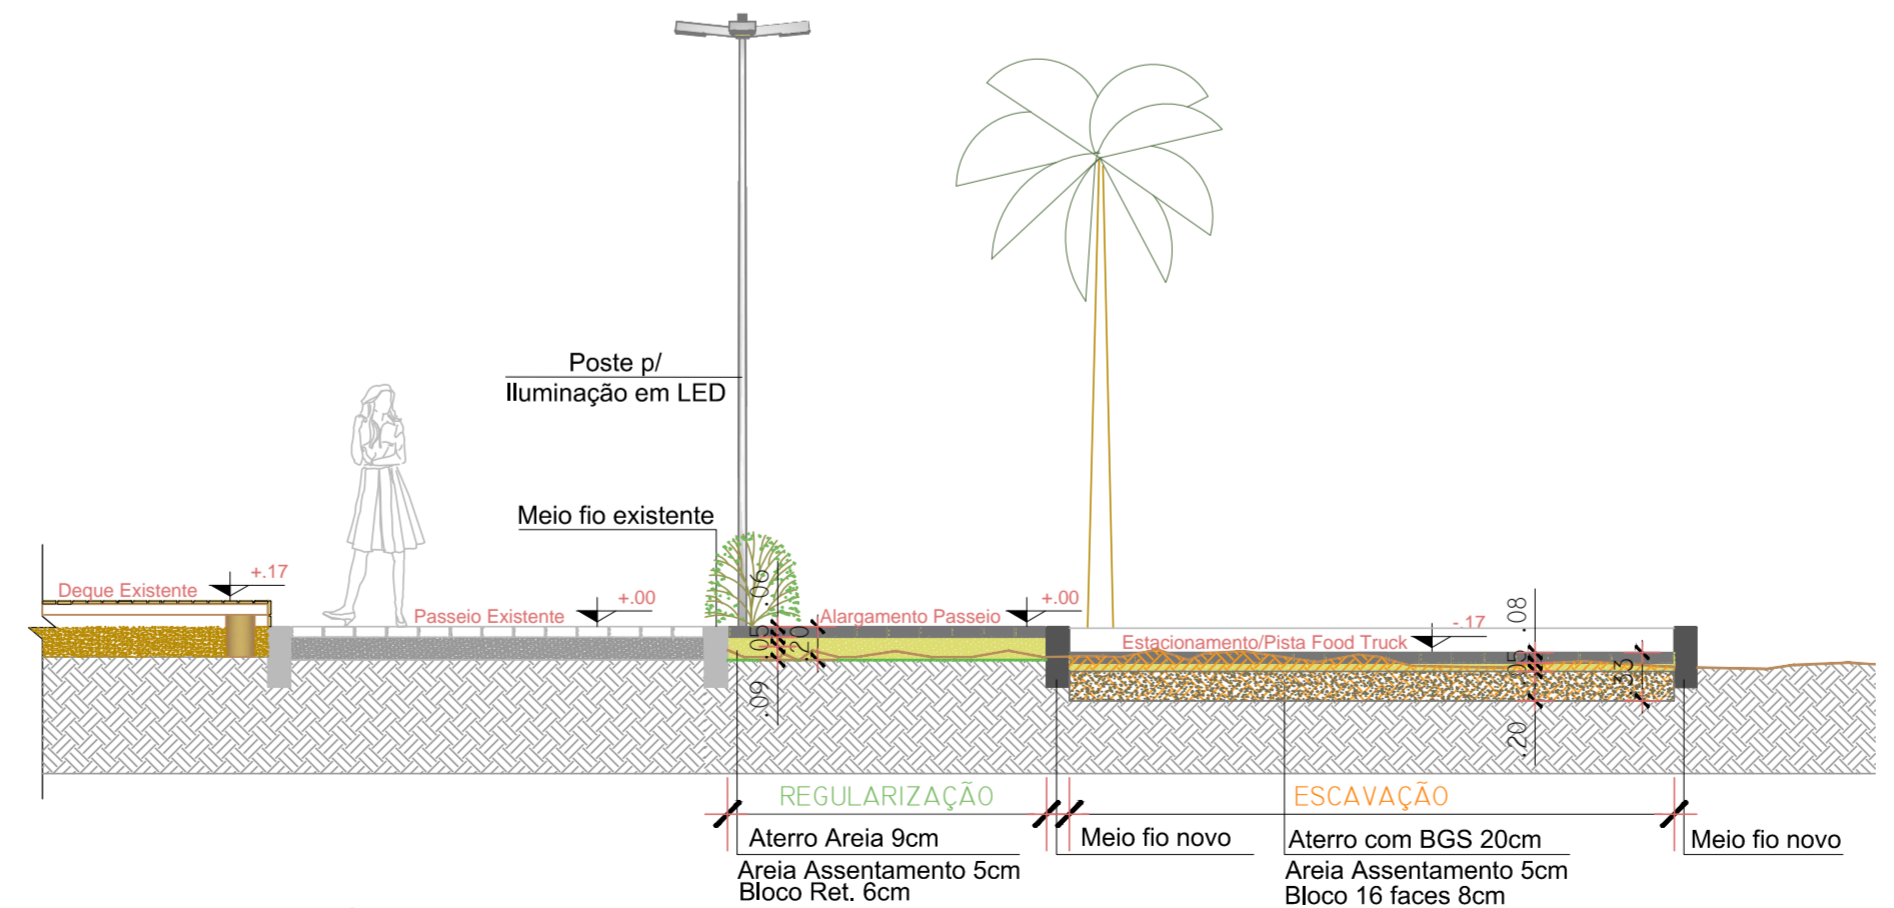 Poste p/
Iluminação em LED
Meio fio existente
Deque Existente
+.17
Passeio Existente
+.00
.06
.05
.20
.09
Alargamento Passeio
+.00
Estacionamento/Pista Food Truck
-.17
.08
.05
.33
.20
REGULARIZAÇÃO
ESCAVAÇÃO
Aterro Areia 9cm
Areia Assentamento 5cm
Bloco Ret. 6cm
Meio fio novo
Aterro com BGS 20cm
Areia Assentamento 5cm
Bloco 16 faces 8cm
Meio fio novo